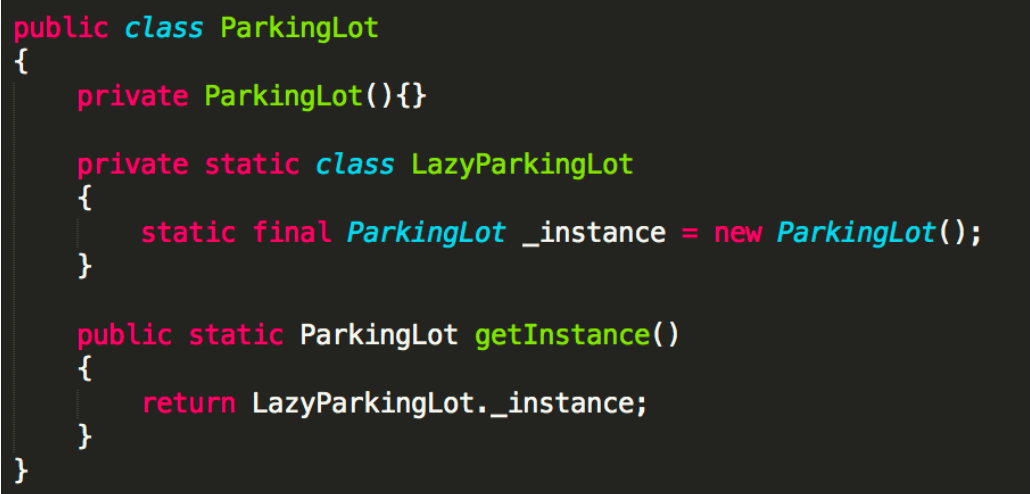 public class ParkingLot
{
    private ParkingLot(){}

    private static class LazyParkingLot
    {
        static final ParkingLot _instance = new ParkingLot();
    }

    public static ParkingLot getInstance()
    {
        return LazyParkingLot._instance;
    }
}